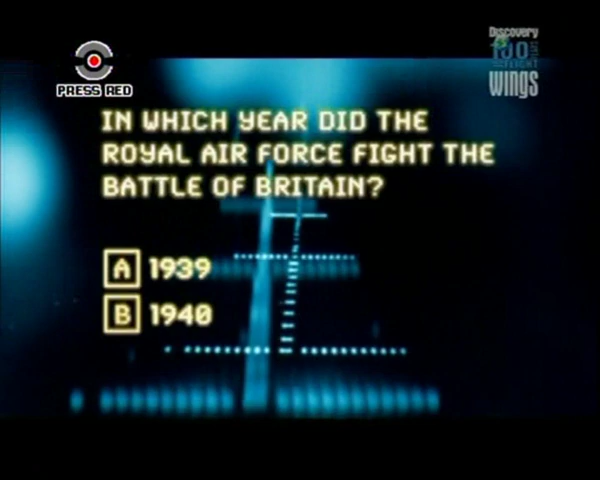 Discovery
100
WINGS
PRESS RED
IN WHICH YEAR DID THE
ROYAL AIR FORCE FIGHT THE
BATTLE OF BRITAIN?
A 1939
B 1940